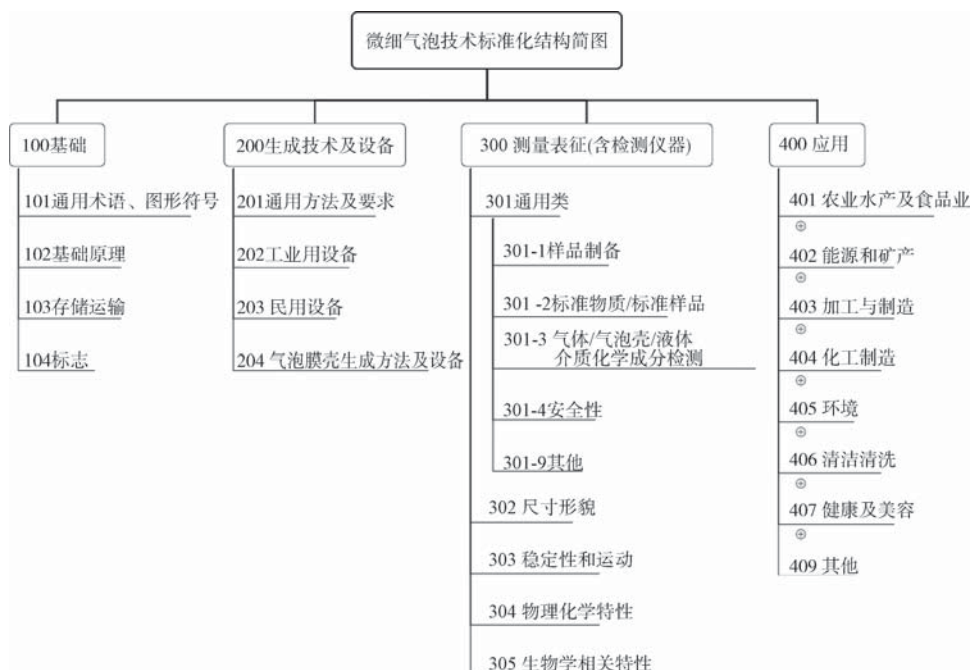 微细气泡技术标准化结构简图
100基础
101通用术语、图形符号
102基础原理
103存储运输
104标志
200生成技术及设备
201通用方法及要求
202工业用设备
203 民用设备
204 气泡膜壳生成方法及设备
300 测量表征(含检测仪器)
301通用类
301-1样品制备
301 -2标准物质/标准样品
301-3 气体/气泡壳/液体
介质化学成分检测
301-4安全性
301-9其他
302 尺寸形貌
303 稳定性和运动
304 物理化学特性
305 生物学相关特性
400 应用
401 农业水产及食品业
402 能源和矿产
403 加工与制造
404 化工制造
405 环境
406 清洁清洗
407 健康及美容
409 其他